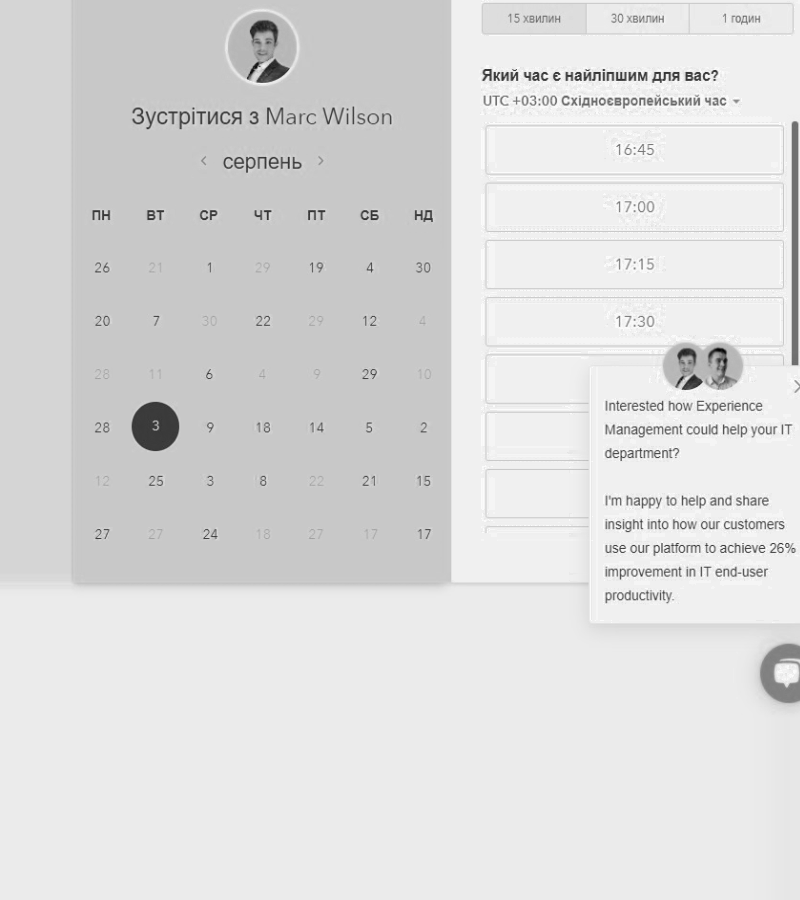 Зустрітися з Marc Wilson
серпень
ПН ВТ СР ЧТ ПТ СБ НД
26 21 1 29 19 4 30
20 7 30 22 29 12 4
28 11 6 4 9 29 10
28 3 9 18 14 5 2
12 25 3 8 22 21 15
27 27 24 18 27 17 17
15 хвилин 30 хвилин 1 годин
Який час є найліпшим для вас?
UTC +03:00 Східноєвропейський час
16:45
17:00
17:15
17:30
Interested how Experience
Management could help your IT
department?
I'm happy to help and share
insight into how our customers
use our platform to achieve 26%
improvement in IT end-user
productivity.